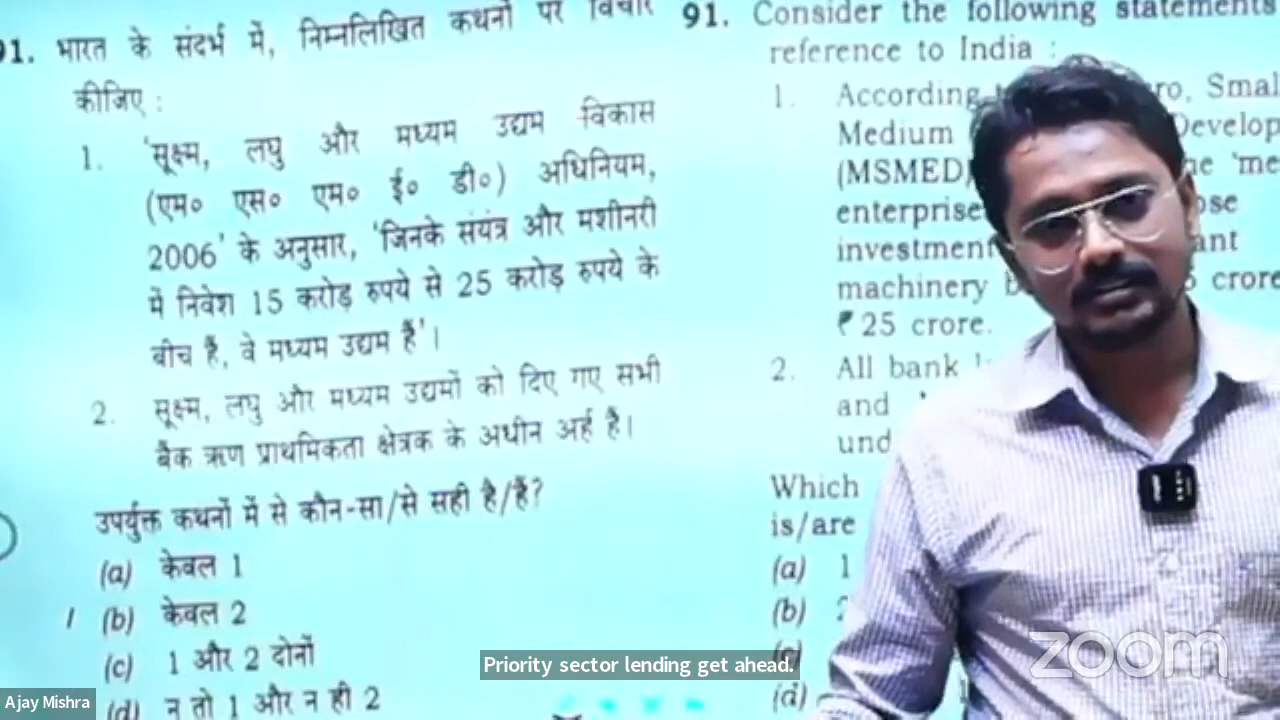 91. भारत के संदर्भ में, निम्नलिखित कथनों पर विचार
कीजिए :
1. 'सूक्ष्म, लघु और मध्यम उद्यम विकास
(एम० एस० एम० ई० डी०) अधिनियम,
2006' के अनुसार, 'जिनके संयंत्र और मशीनरी
में निवेश 15 करोड़ रुपये से 25 करोड़ रुपये के
बीच हैं, वे मध्यम उद्यम हैं'।
2. सूक्ष्म, लघु और मध्यम उद्यमों को दिए गए सभी
बैंक ऋण प्राथमिकता क्षेत्रक के अधीन अर्ह हैं।
उपर्युक्त कथनों में से कौन-सा/से सही है/हैं?
(a) केवल 1
(b) केवल 2
(c) 1 और 2 दोनों
(d) न तो 1 और न ही 2
91. Consider the following statements
reference to India :
1. According Smal
Medium Develop
(MSMED) 'me
enterprise
investment
machinery crore
₹ 25 crore.
2. All bank
and
und
Which
is/are
(a) 1
(b) 2
(c)
(d)
Priority sector lending get ahead.
Ajay Mishra
zoom